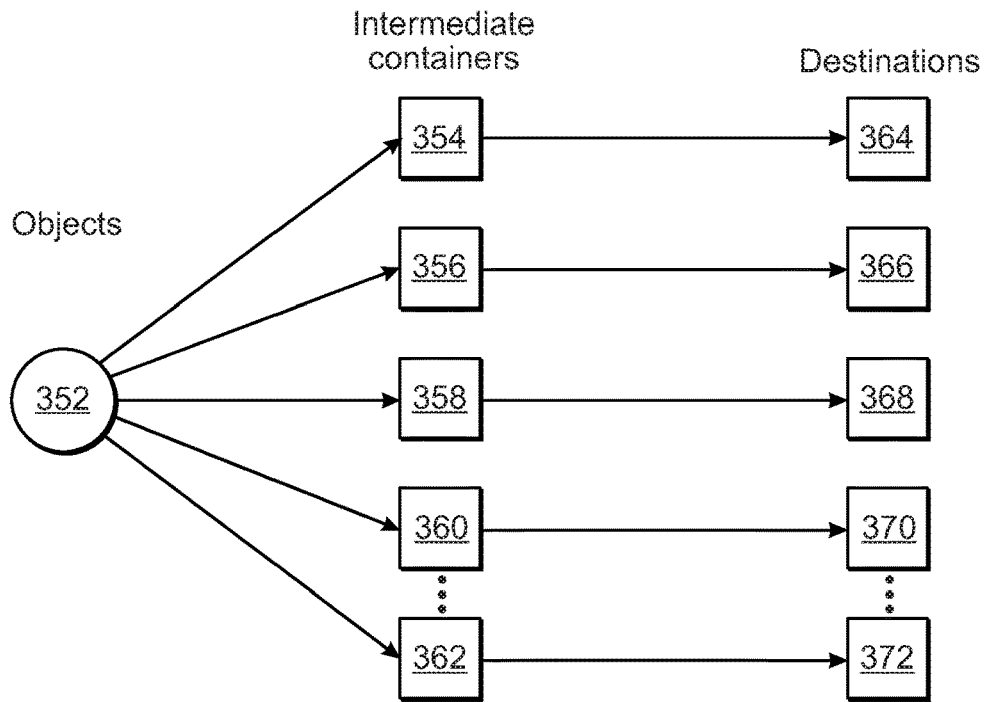 Intermediate
containers
Destinations
354
364
Objects
356
366
352
358
368
360
370
362
372